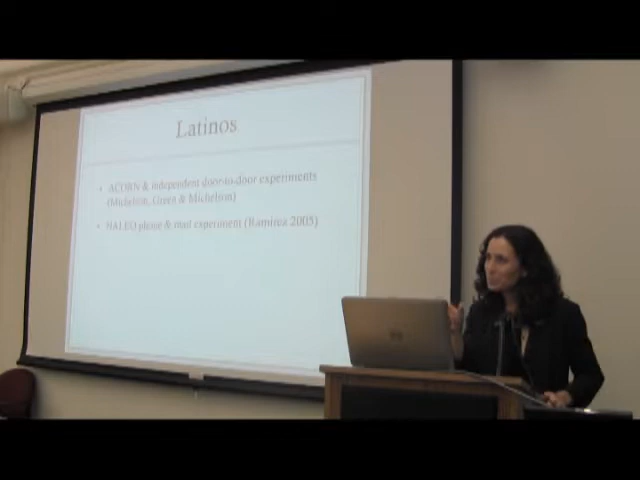 Latinos
• ACORN & independent door-to-door experiments
(Michelson, Green & Michelson)
• NALEO phone & mail experiment (Ramirez 2005)